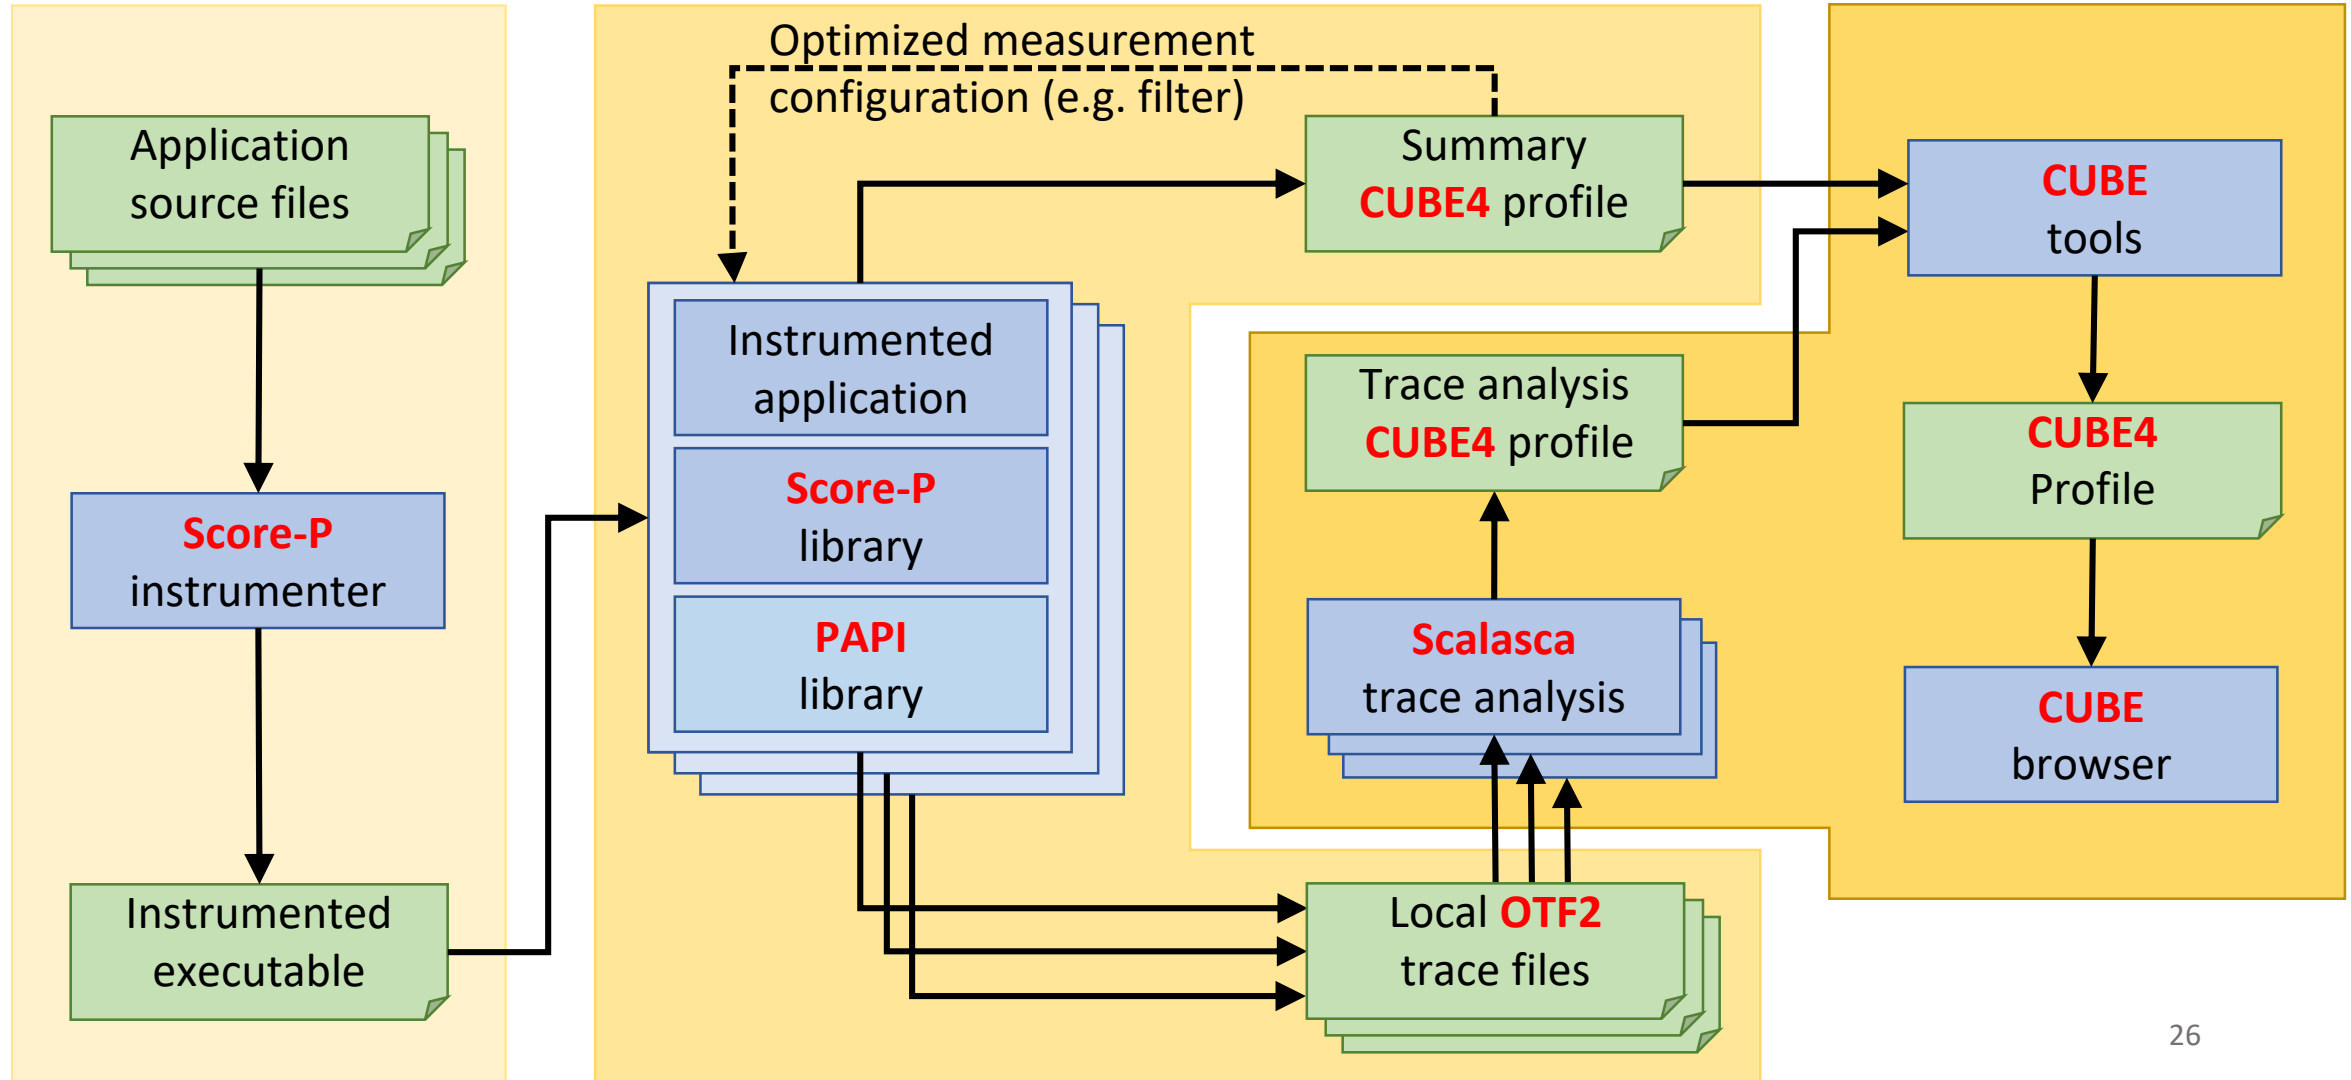 Application
source files
Score-P
instrumenter
Instrumented
executable
Optimized measurement
configuration (e.g. filter)
Instrumented
application
Score-P
library
PAPI
library
Summary
CUBE4 profile
Trace analysis
CUBE4 profile
Scalasca
trace analysis
Local OTF2
trace files
CUBE
tools
CUBE4
Profile
CUBE
browser
26